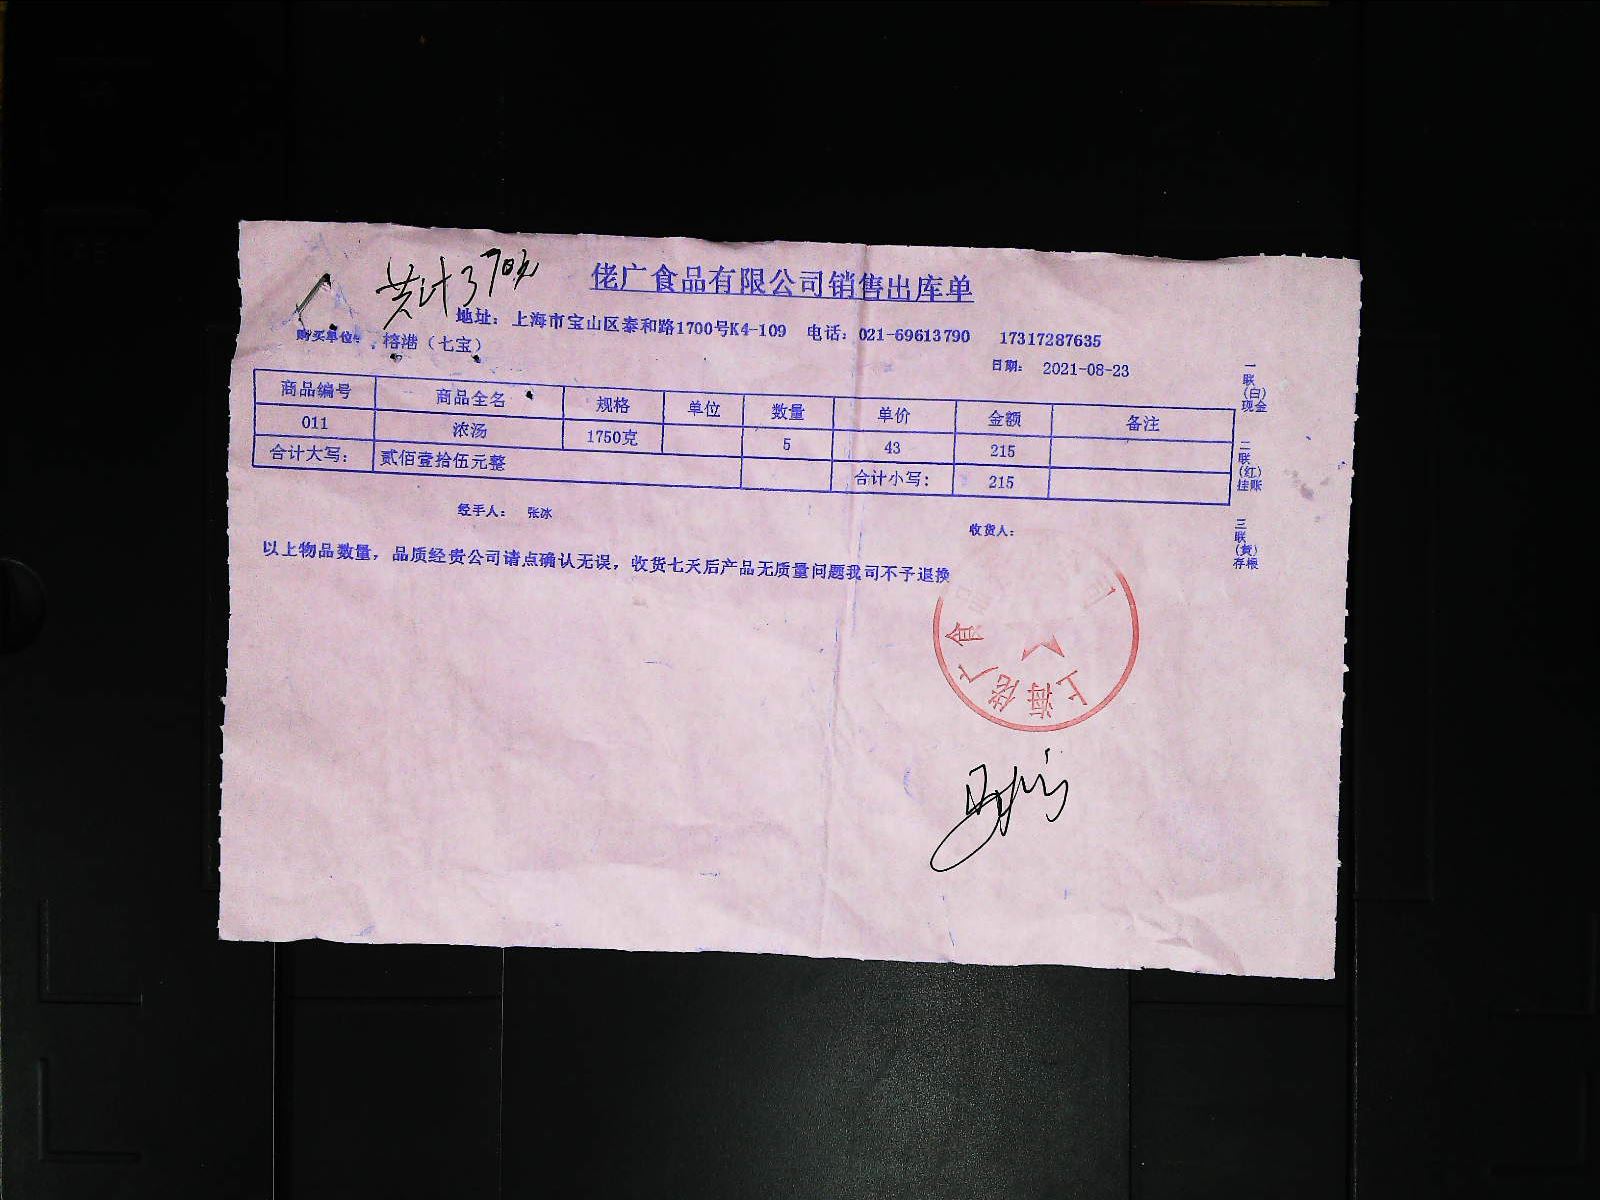 共计370元
佬广食品有限公司销售出库单
地址：上海市宝山区泰和路1700号K4-109 电话：021-69613790 17317287635
购买单位：榕港（七宝）
日期： 2021-08-23
商品编号 商品全名 规格 单位 数量 单价 金额 备注
011 浓汤 1750克 5 43 215
合计大写： 贰佰壹拾伍元整 合计小写： 215
经手人： 张冰 收货人：
以上物品数量，品质经贵公司请点确认无误，收货七天后产品无质量问题我司不予退换
一联（白）现金
二联（红）挂账
三联（黄）存根
上海佬广食品